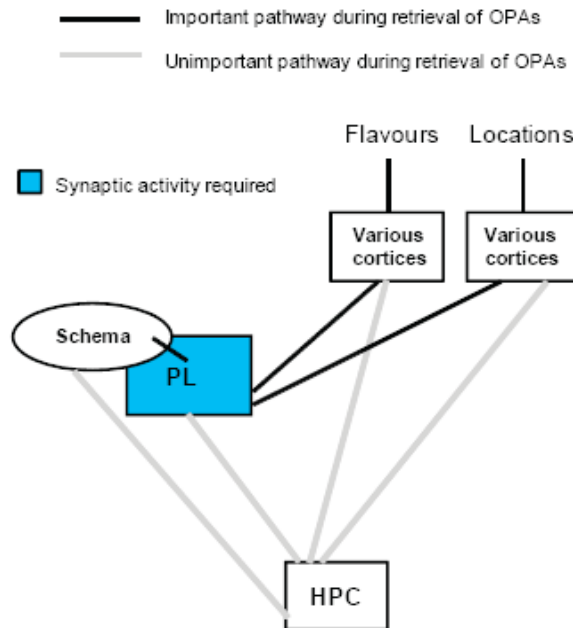 Important pathway during retrieval of OPAs
Unimportant pathway during retrieval of OPAs
Flavours
Locations
Synaptic activity required
Various
cortices
Various
cortices
Schema
PL
HPC